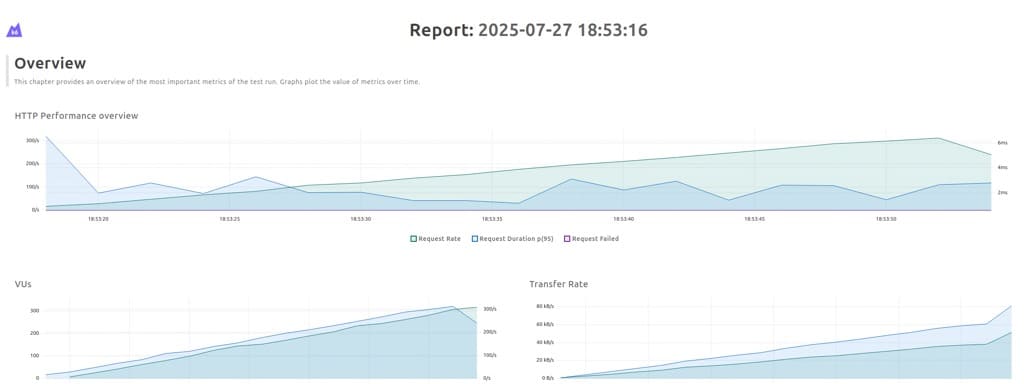 Report: 2025-07-27 18:53:16
k6
Overview
This chapter provides an overview of the most important metrics of the test run. Graphs plot the value of metrics over time.
HTTP Performance overview
300/s
200/s
100/s
0/s
6ms
4ms
2ms
18:53:20 18:53:25 18:53:30 18:53:35 18:53:40 18:53:45 18:53:50
Request Rate Request Duration p(95) Request Failed
VUs
300
200
100
0
300/s
200/s
100/s
0/s
Transfer Rate
80 kB/s
60 kB/s
40 kB/s
20 kB/s
0 B/s